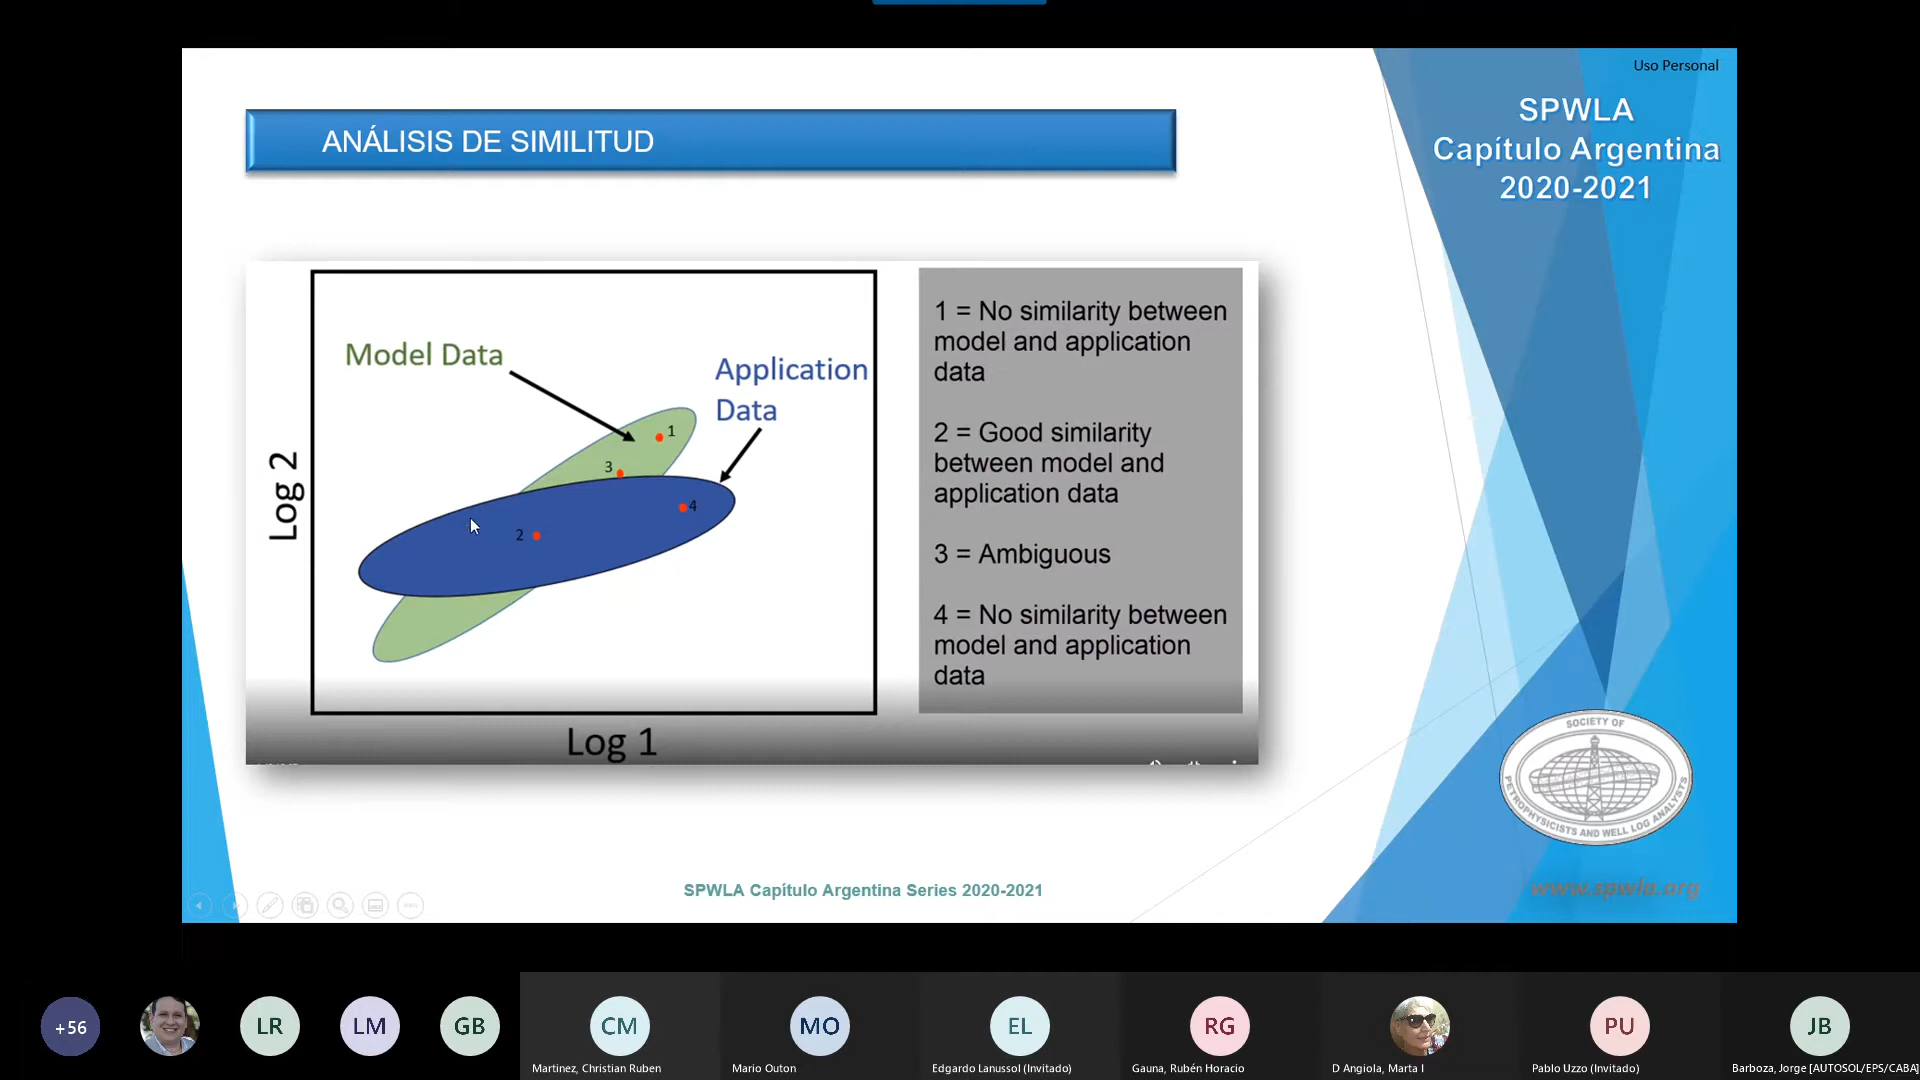 Uso Personal
SPWLA
Capítulo Argentina
2020-2021
ANÁLISIS DE SIMILITUD
Model Data
Application
Data
1
3
4
2
Log 2
Log 1
1 = No similarity between
model and application
data
2 = Good similarity
between model and
application data
3 = Ambiguous
4 = No similarity between
model and application
data
SOCIETY OF
PETROPHYSICISTS AND WELL LOG ANALYSTS
SPWLA Capítulo Argentina Series 2020-2021
www.spwla.org
+56
LR
LM
GB
CM
MO
EL
RG
PU
JB
Martinez, Christian Ruben
Mario Outon
Edgardo Lanussol (Invitado)
Gauna, Rubén Horacio
D Angiola, Marta I
Pablo Uzzo (Invitado)
Barboza, Jorge [AUTOSOL/EPS/CABA]